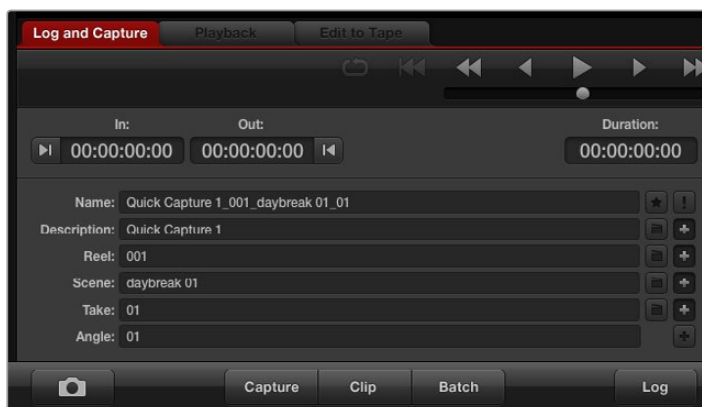 Log and Capture Playback Edit to Tape
In: Out: Duration:
00:00:00:00 00:00:00:00 00:00:00:00
Name: Quick Capture 1_001_daybreak 01_01
Description: Quick Capture 1
Reel: 001
Scene: daybreak 01
Take: 01
Angle: 01
Capture Clip Batch Log